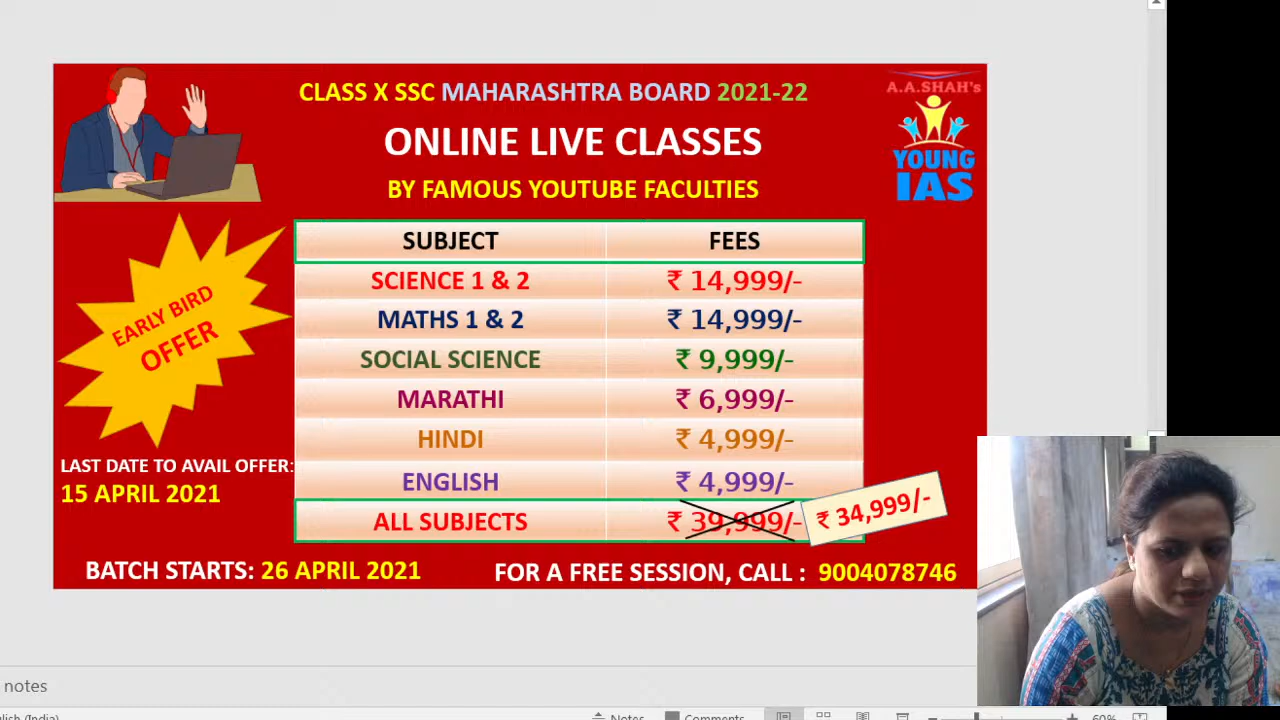 CLASS X SSC MAHARASHTRA BOARD 2021-22
A.A.SHAH's
ONLINE LIVE CLASSES
YOUNG
IAS
BY FAMOUS YOUTUBE FACULTIES
SUBJECT FEES
SCIENCE 1 & 2 ₹ 14,999/-
MATHS 1 & 2 ₹ 14,999/-
EARLY BIRD
OFFER
SOCIAL SCIENCE ₹ 9,999/-
MARATHI ₹ 6,999/-
HINDI ₹ 4,999/-
LAST DATE TO AVAIL OFFER:
15 APRIL 2021
ENGLISH ₹ 4,999/-
ALL SUBJECTS ₹ 39,999/- ₹ 34,999/-
BATCH STARTS: 26 APRIL 2021
FOR A FREE SESSION, CALL : 9004078746
notes
Notes Comments 60%